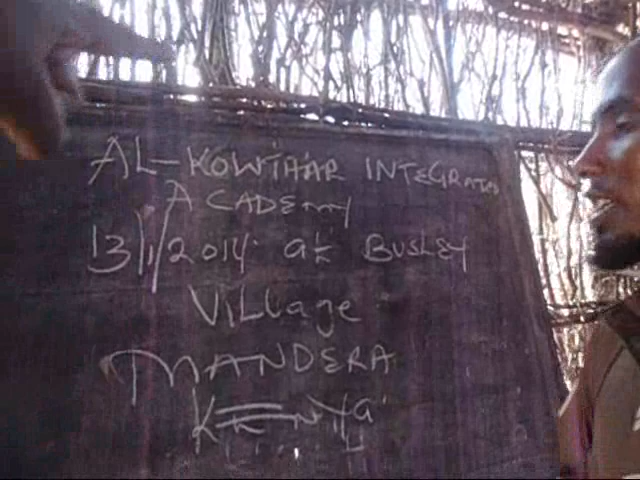 AL-KOWTHAR INTEGRATED
ACADEMY
13/1/2014 at BUSLEY
Village
MANDERA
KENYA